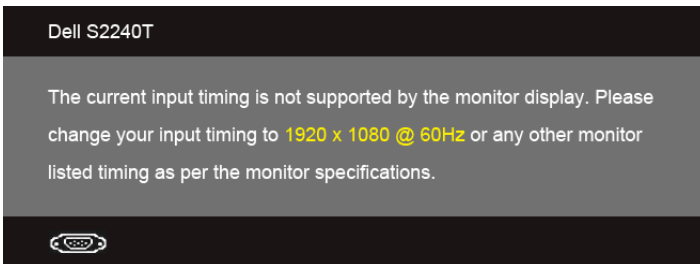 Dell S2240T
The current input timing is not supported by the monitor display. Please
change your input timing to 1920 x 1080 @ 60Hz or any other monitor
listed timing as per the monitor specifications.